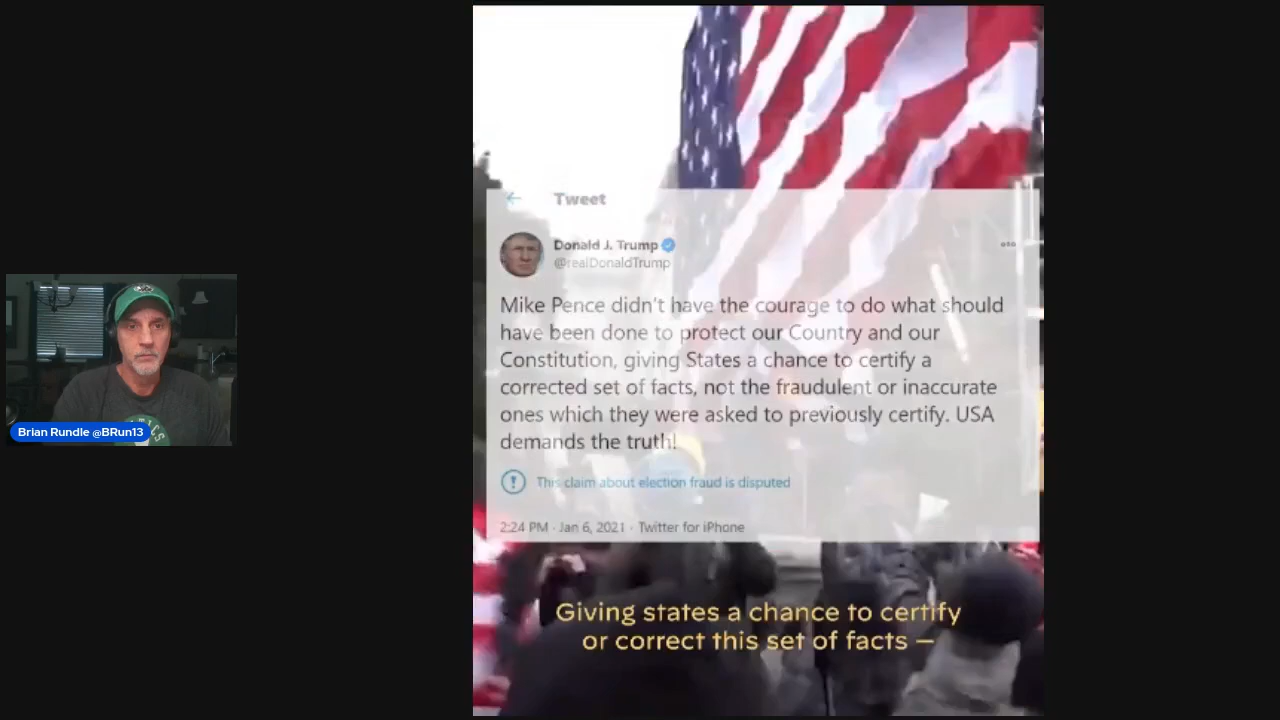 Tweet
Donald J. Trump
@realDonaldTrump
Mike Pence didn't have the courage to do what should
have been done to protect our Country and our
Constitution, giving States a chance to certify a
corrected set of facts, not the fraudulent or inaccurate
ones which they were asked to previously certify. USA
demands the truth!
This claim about election fraud is disputed
2:24 PM · Jan 6, 2021 · Twitter for iPhone
Giving states a chance to certify
or correct this set of facts —
Brian Rundle @BRun13